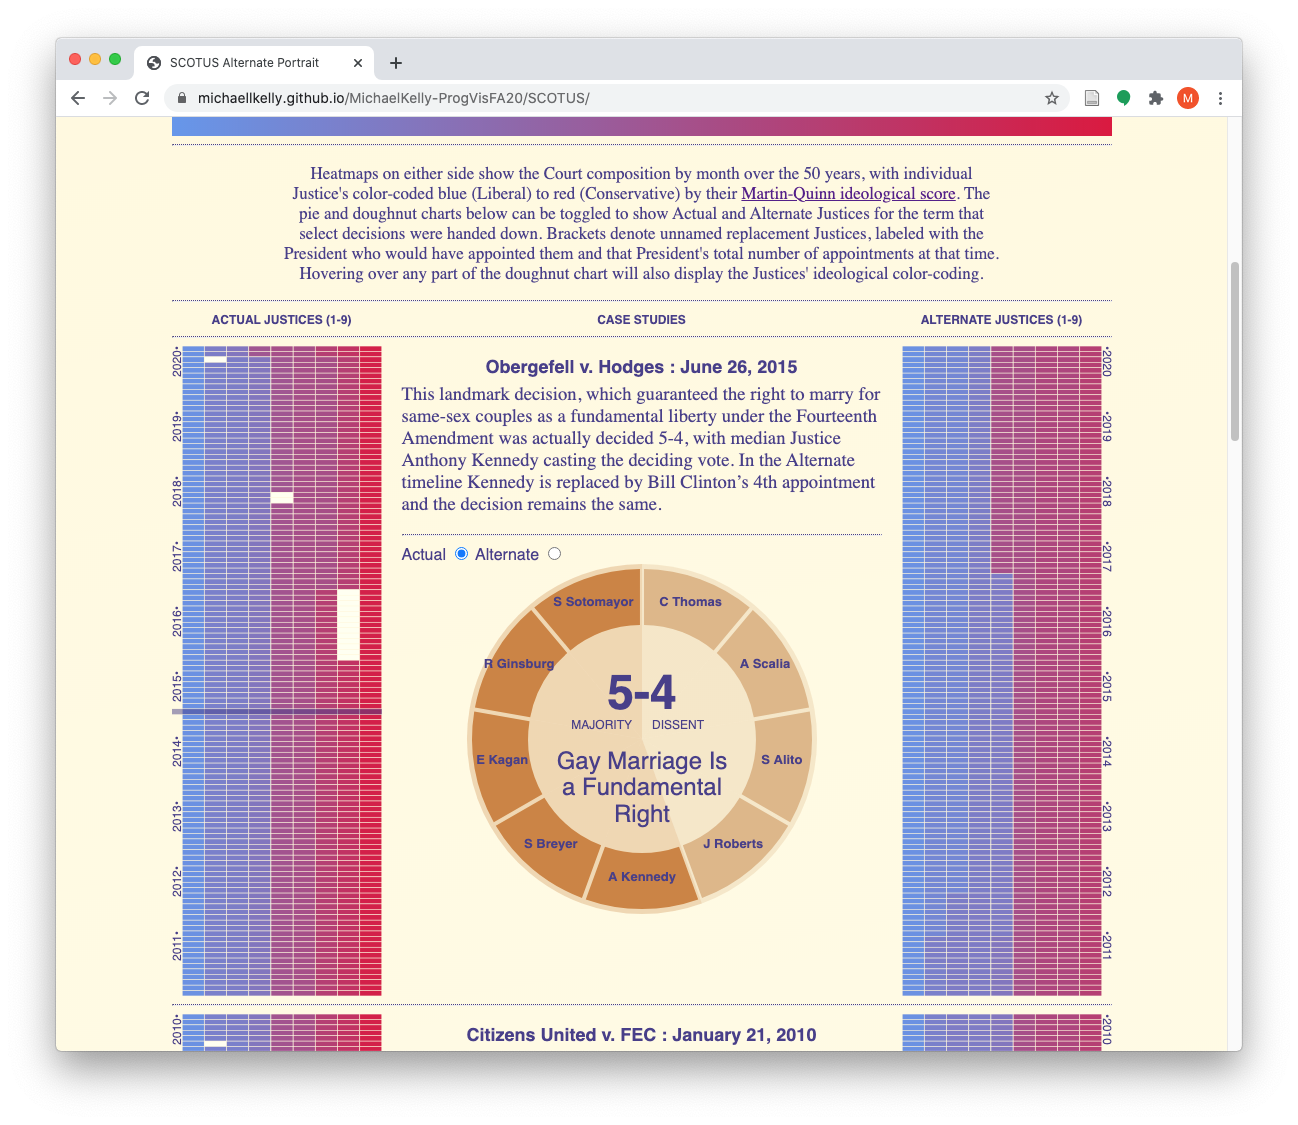 SCOTUS Alternate Portrait
michaellkelly.github.io/MichaelKelly-ProgVisFA20/SCOTUS/
M
Heatmaps on either side show the Court composition by month over the 50 years, with individual
Justice's color-coded blue (Liberal) to red (Conservative) by their Martin-Quinn ideological score. The
pie and doughnut charts below can be toggled to show Actual and Alternate Justices for the term that
select decisions were handed down. Brackets denote unnamed replacement Justices, labeled with the
President who would have appointed them and that President's total number of appointments at that time.
Hovering over any part of the doughnut chart will also display the Justices' ideological color-coding.
ACTUAL JUSTICES (1-9)
CASE STUDIES
ALTERNATE JUSTICES (1-9)
2020•
2019•
2018•
2017•
2016•
2015•
2014•
2013•
2012•
2011•
Obergefell v. Hodges : June 26, 2015
This landmark decision, which guaranteed the right to marry for
same-sex couples as a fundamental liberty under the Fourteenth
Amendment was actually decided 5-4, with median Justice
Anthony Kennedy casting the deciding vote. In the Alternate
timeline Kennedy is replaced by Bill Clinton’s 4th appointment
and the decision remains the same.
Actual Alternate
S Sotomayor
C Thomas
R Ginsburg
A Scalia
E Kagan
S Alito
S Breyer
J Roberts
A Kennedy
5-4
MAJORITY DISSENT
Gay Marriage Is
a Fundamental
Right
•2020
•2019
•2018
•2017
•2016
•2015
•2014
•2013
•2012
•2011
2010•
Citizens United v. FEC : January 21, 2010
•2010